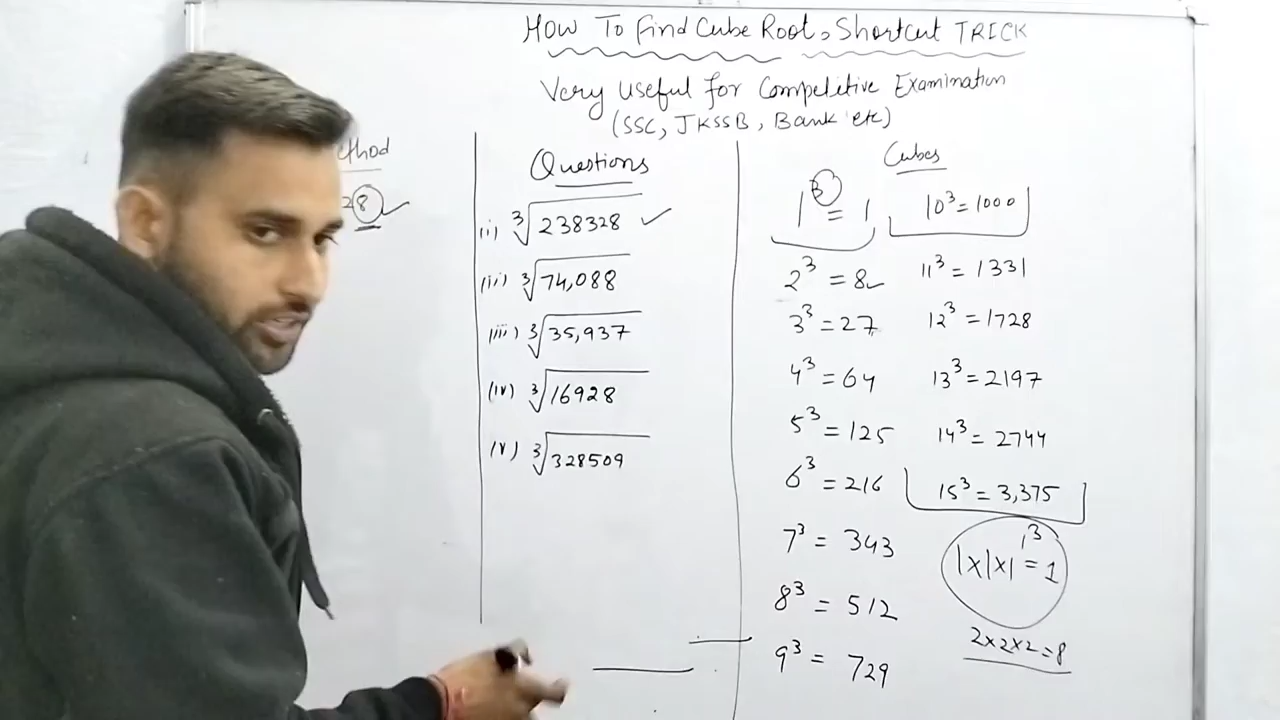 How To Find Cube Root, Shortcut TRICK
Very Useful for Competitive Examination
(SSC, JKSSB, Bank etc)
thod
28
Questions
(i) ∛238328
(ii) ∛74,088
(iii) ∛35,937
(iv) ∛16928
(v) ∛328509
Cubes
1³ = 1
2³ = 8
3³ = 27
4³ = 64
5³ = 125
6³ = 216
7³ = 343
8³ = 512
9³ = 729
10³ = 1000
11³ = 1331
12³ = 1728
13³ = 2197
14³ = 2744
15³ = 3,375
1³
1x1x1 = 1
2x2x2 = 8